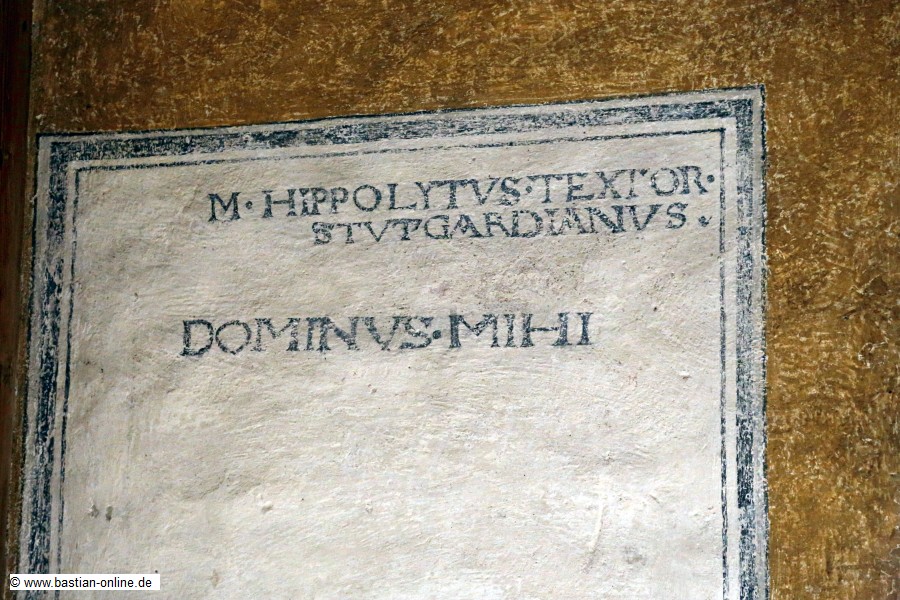 M·HIPPOLYTVS·TEXTOR·
STVTGARDIANVS.
DOMINVS·MIHI
© www.bastian-online.de